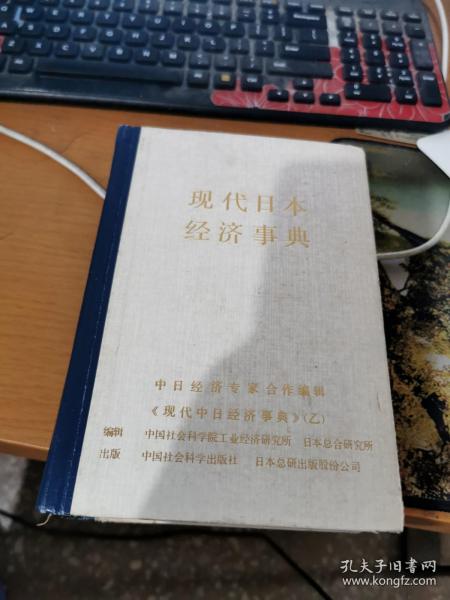 现代日本
经济事典
中日经济专家合作编辑
《现代中日经济事典》(乙)
编辑 中国社会科学院工业经济研究所 日本总合研究所
出版 中国社会科学出版社 日本总研出版股份公司
孔夫子旧书网
www.kongfz.com